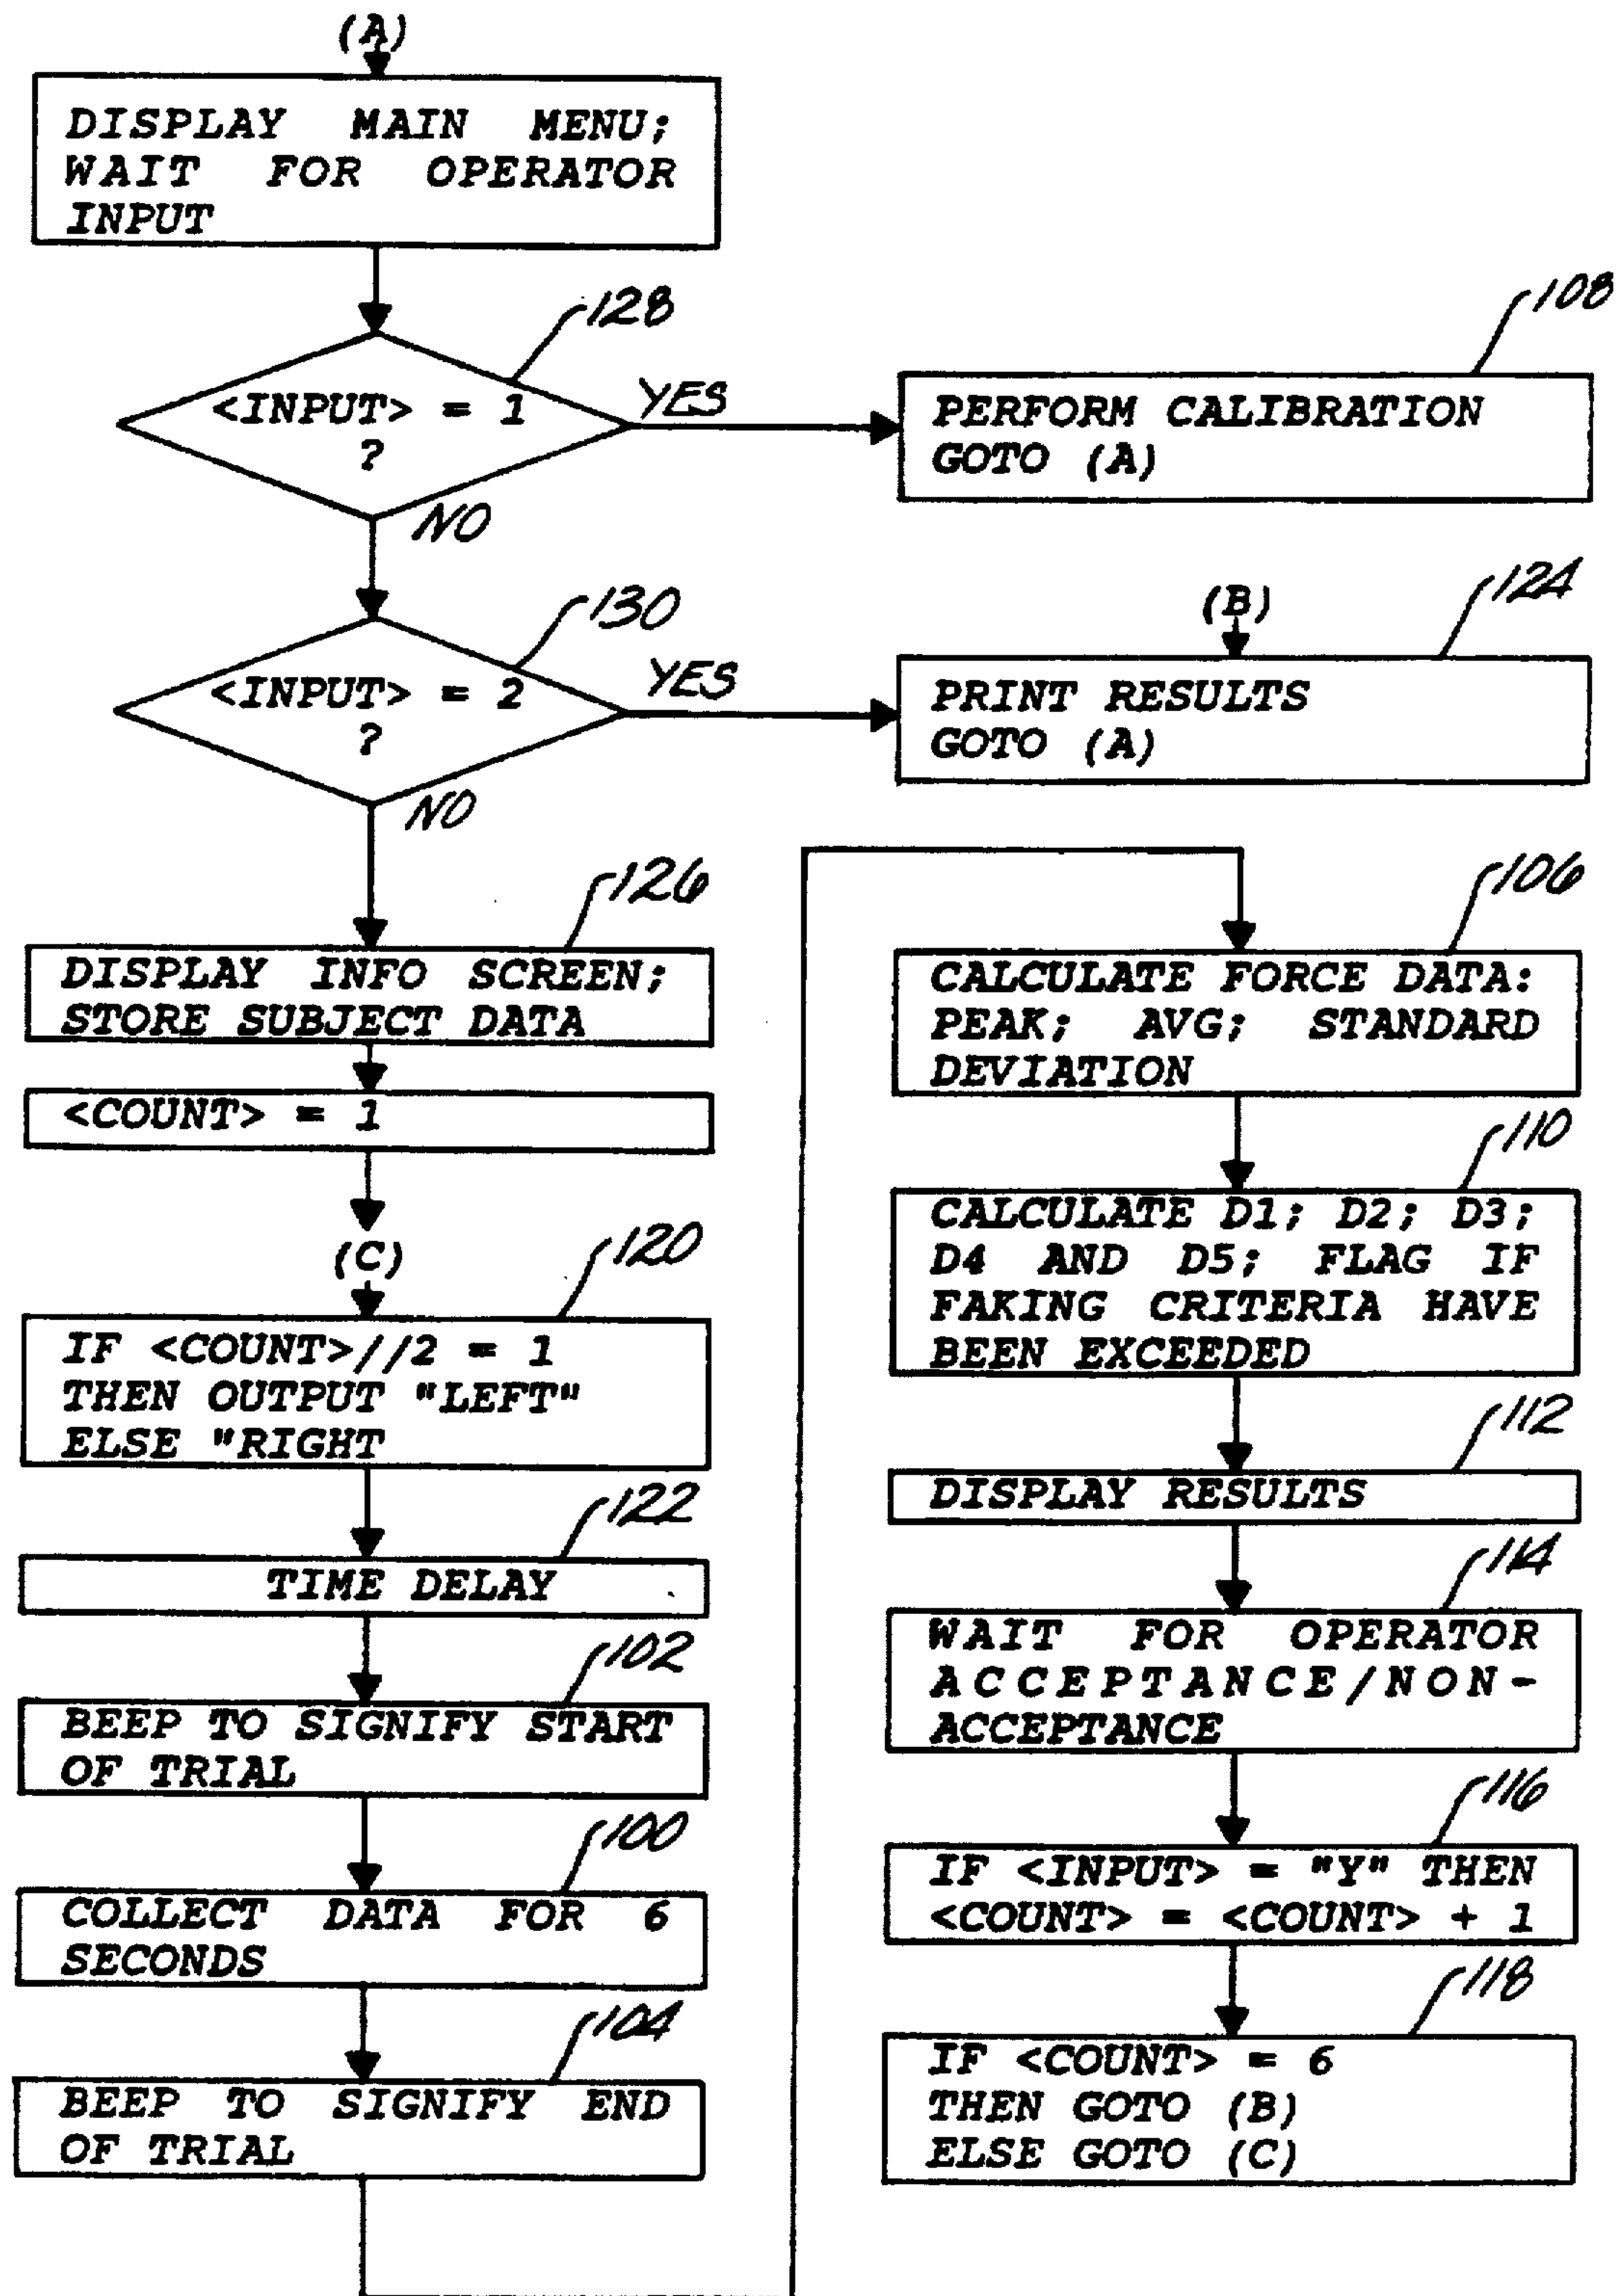 (A)
DISPLAY MAIN MENU;
WAIT FOR OPERATOR
INPUT
128
<INPUT> = 1
?
YES
NO
108
PERFORM CALIBRATION
GOTO (A)
130
<INPUT> = 2
?
YES
NO
(B)
124
PRINT RESULTS
GOTO (A)
126
DISPLAY INFO SCREEN;
STORE SUBJECT DATA
<COUNT> = 1
(C)
120
IF <COUNT>//2 = 1
THEN OUTPUT "LEFT"
ELSE "RIGHT
122
TIME DELAY
102
BEEP TO SIGNIFY START
OF TRIAL
100
COLLECT DATA FOR 6
SECONDS
104
BEEP TO SIGNIFY END
OF TRIAL
106
CALCULATE FORCE DATA:
PEAK; AVG; STANDARD
DEVIATION
110
CALCULATE D1; D2; D3;
D4 AND D5; FLAG IF
FAKING CRITERIA HAVE
BEEN EXCEEDED
112
DISPLAY RESULTS
114
WAIT FOR OPERATOR
ACCEPTANCE/NON-
ACCEPTANCE
116
IF <INPUT> = "Y" THEN
<COUNT> = <COUNT> + 1
118
IF <COUNT> = 6
THEN GOTO (B)
ELSE GOTO (C)